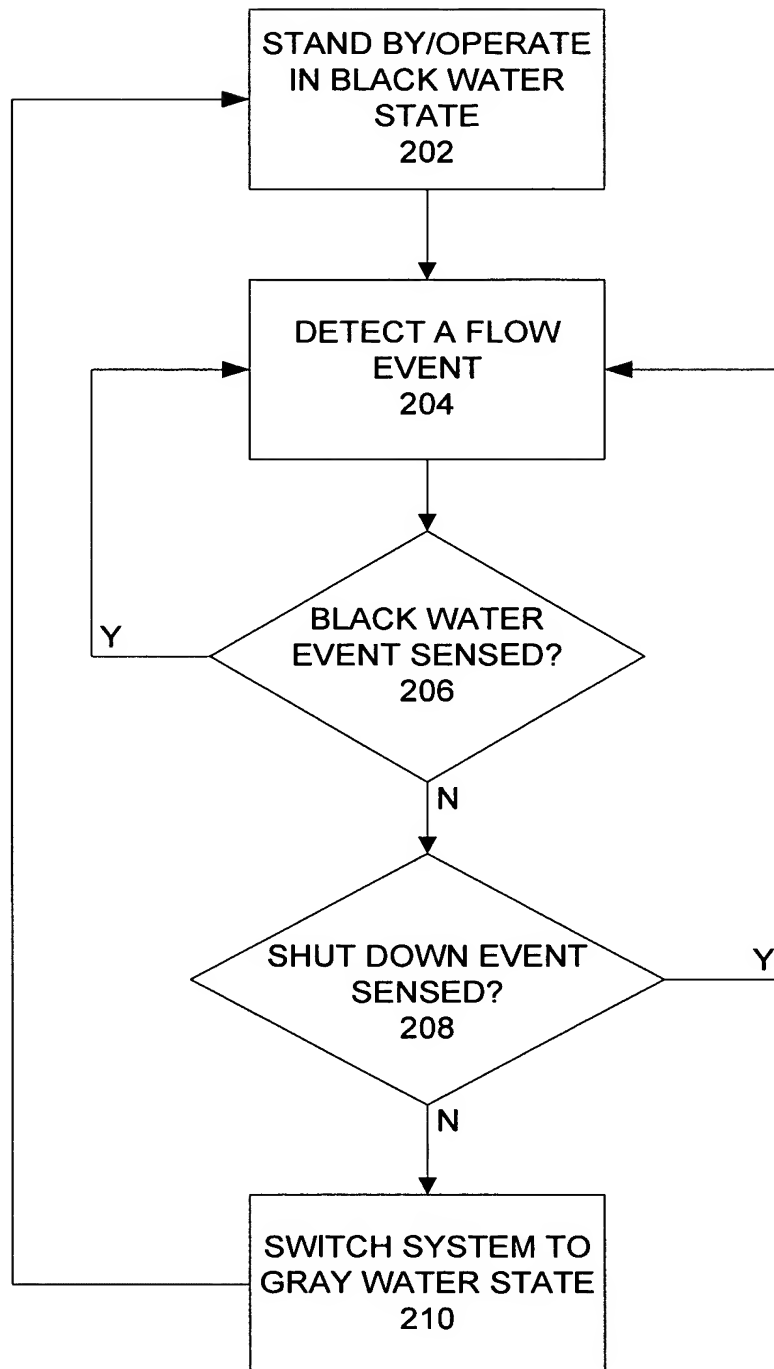 STAND BY/OPERATE
IN BLACK WATER
STATE
202
DETECT A FLOW
EVENT
204
Y
BLACK WATER
EVENT SENSED?
206
N
SHUT DOWN EVENT
SENSED?
208
Y
N
SWITCH SYSTEM TO
GRAY WATER STATE
210